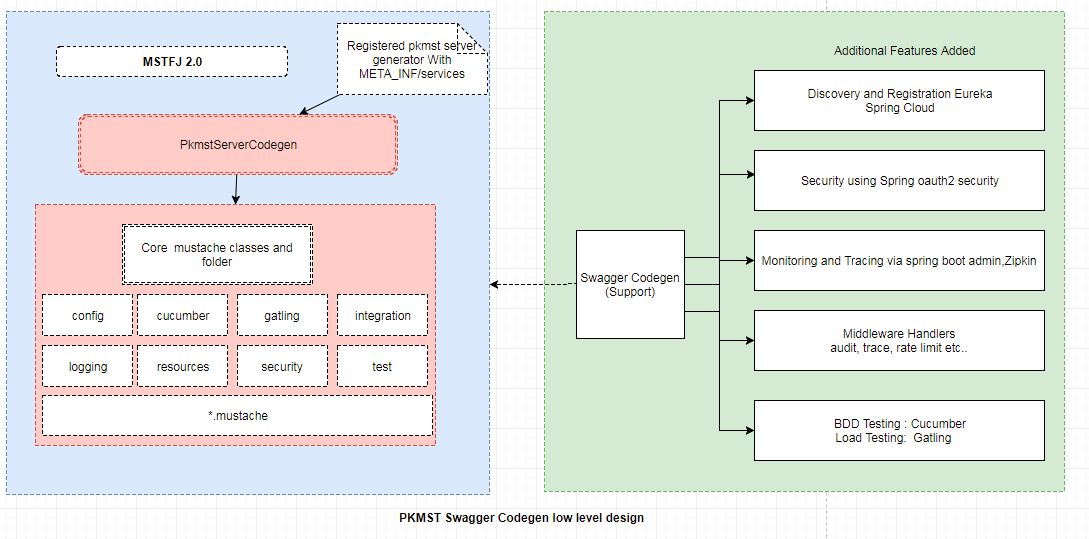 MSTFJ 2.0
Registered pkmst server
generator With
META_INF/services
PkmstServerCodegen
Core  mustache classes and
folder
config
cucumber
gatling
integration
logging
resources
security
test
*.mustache
Additional Features Added
Swagger Codegen
(Support)
Discovery and Registration Eureka
Spring Cloud
Security using Spring oauth2 security
Monitoring and Tracing via spring boot admin,Zipkin
Middleware Handlers
audit, trace, rate limit etc..
BDD Testing : Cucumber
Load Testing:  Gatling
PKMST Swagger Codegen low level design